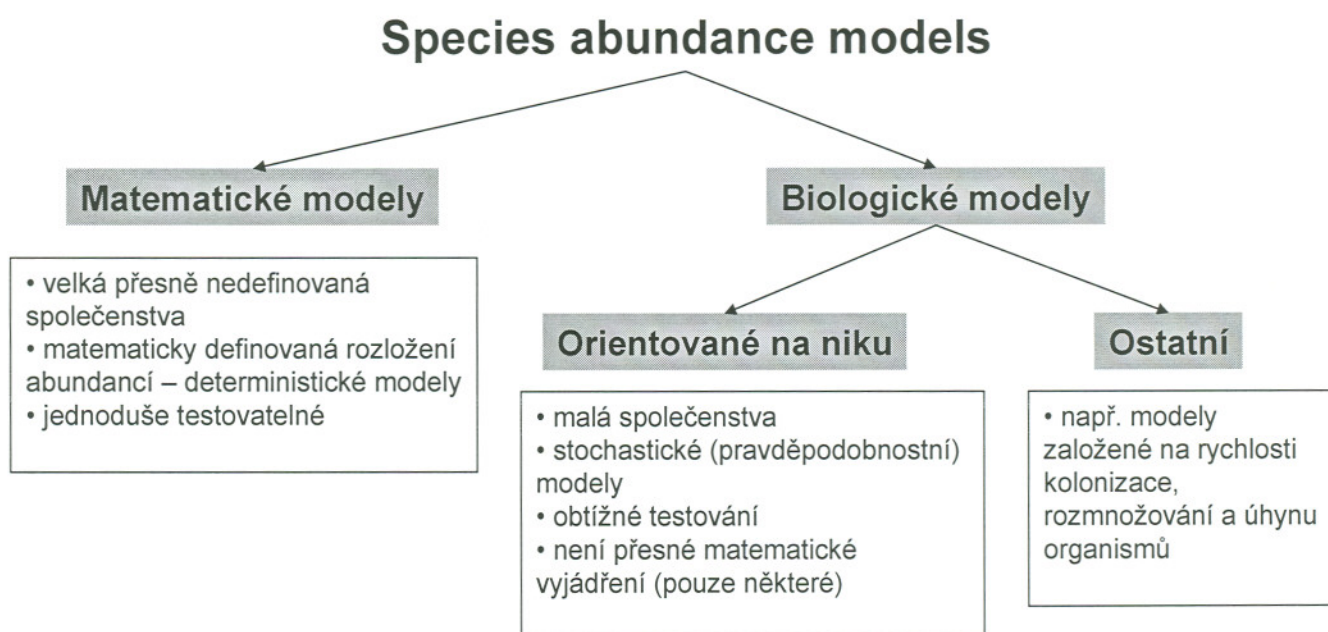 Species abundance models
Matematické modely
Biologické modely
• velká přesně nedefinovaná
společenstva
• matematicky definovaná rozložení
abundancí – deterministické modely
• jednoduše testovatelné
Orientované na niku
Ostatní
• malá společenstva
• stochastické (pravděpodobnostní)
modely
• obtížné testování
• není přesné matematické
vyjádření (pouze některé)
• např. modely
založené na rychlosti
kolonizace,
rozmnožování a úhynu
organismů